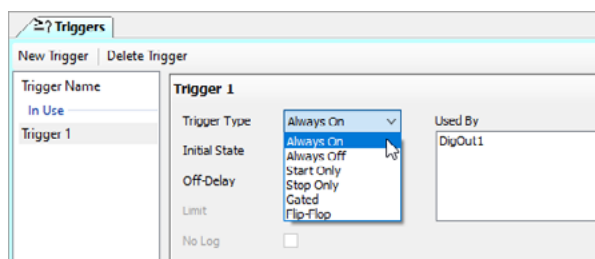 ≥? Triggers
New Trigger Delete Trigger
Trigger Name
In Use
Trigger 1
Trigger 1
Trigger Type Always On Used By
Always On DigOut1
Always Off
Initial State
Start Only
Off-Delay Stop Only
Gated
Limit Flip-Flop
No Log